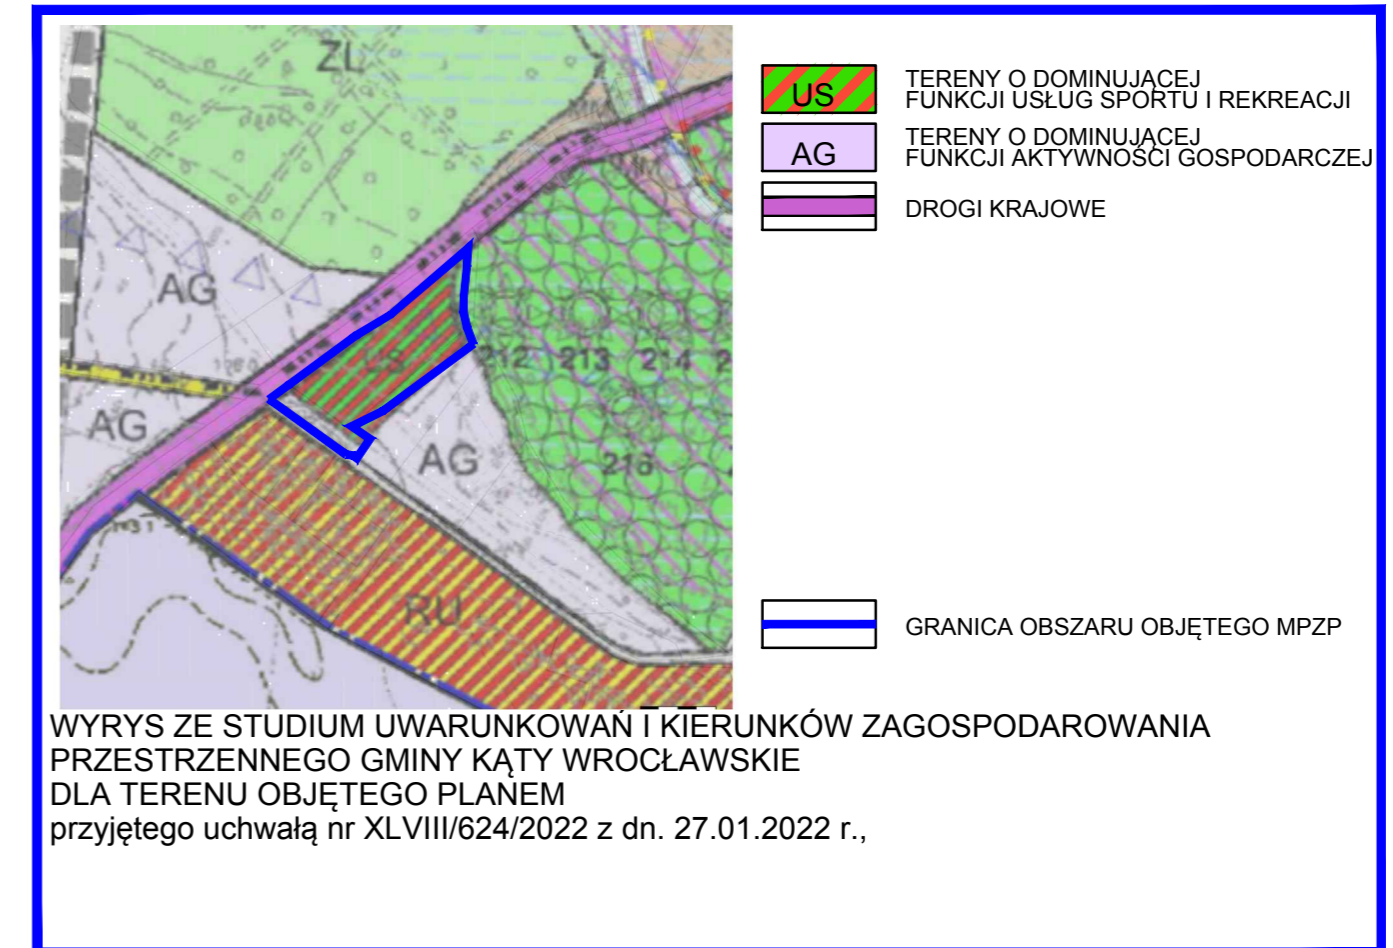 ZL
AG
US
212 213 214
AG
AG
216
RU
US TERENY O DOMINUJĄCEJ
FUNKCJI USŁUG SPORTU I REKREACJI
AG TERENY O DOMINUJĄCEJ
FUNKCJI AKTYWNOŚCI GOSPODARCZEJ
DROGI KRAJOWE
GRANICA OBSZARU OBJĘTEGO MPZP
WYRYS ZE STUDIUM UWARUNKOWAŃ I KIERUNKÓW ZAGOSPODAROWANIA
PRZESTRZENNEGO GMINY KĄTY WROCŁAWSKIE
DLA TERENU OBJĘTEGO PLANEM
przyjętego uchwałą nr XLVIII/624/2022 z dn. 27.01.2022 r.,